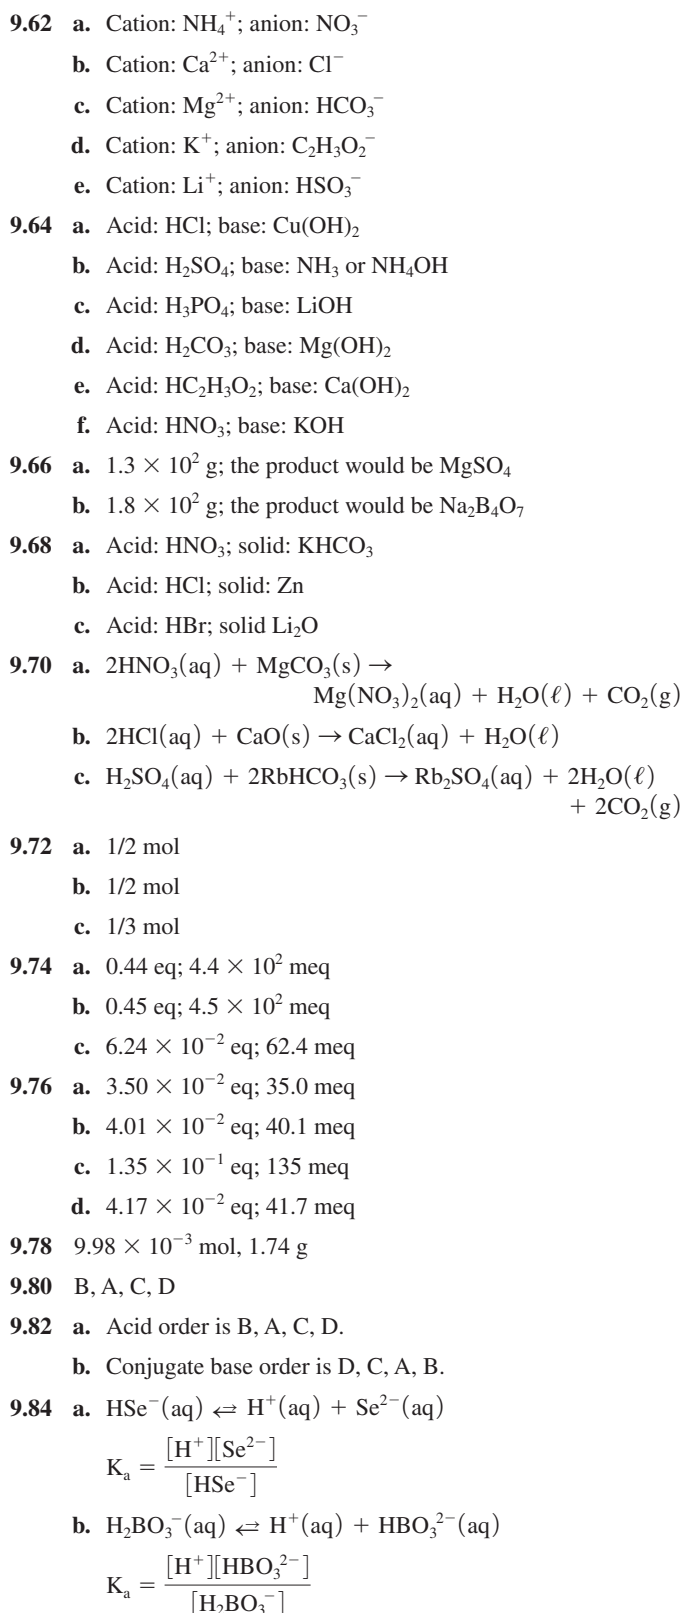 9.62 a. Cation: NH₄⁺; anion: NO₃⁻
b. Cation: Ca²⁺; anion: Cl⁻
c. Cation: Mg²⁺; anion: HCO₃⁻
d. Cation: K⁺; anion: C₂H₃O₂⁻
e. Cation: Li⁺; anion: HSO₃⁻
9.64 a. Acid: HCl; base: Cu(OH)₂
b. Acid: H₂SO₄; base: NH₃ or NH₄OH
c. Acid: H₃PO₄; base: LiOH
d. Acid: H₂CO₃; base: Mg(OH)₂
e. Acid: HC₂H₃O₂; base: Ca(OH)₂
f. Acid: HNO₃; base: KOH
9.66 a. 1.3 × 10² g; the product would be MgSO₄
b. 1.8 × 10² g; the product would be Na₂B₄O₇
9.68 a. Acid: HNO₃; solid: KHCO₃
b. Acid: HCl; solid: Zn
c. Acid: HBr; solid Li₂O
9.70 a. 2HNO₃(aq) + MgCO₃(s) →
Mg(NO₃)₂(aq) + H₂O(ℓ) + CO₂(g)
b. 2HCl(aq) + CaO(s) → CaCl₂(aq) + H₂O(ℓ)
c. H₂SO₄(aq) + 2RbHCO₃(s) → Rb₂SO₄(aq) + 2H₂O(ℓ)
+ 2CO₂(g)
9.72 a. 1/2 mol
b. 1/2 mol
c. 1/3 mol
9.74 a. 0.44 eq; 4.4 × 10² meq
b. 0.45 eq; 4.5 × 10² meq
c. 6.24 × 10⁻² eq; 62.4 meq
9.76 a. 3.50 × 10⁻² eq; 35.0 meq
b. 4.01 × 10⁻² eq; 40.1 meq
c. 1.35 × 10⁻¹ eq; 135 meq
d. 4.17 × 10⁻² eq; 41.7 meq
9.78 9.98 × 10⁻³ mol, 1.74 g
9.80 B, A, C, D
9.82 a. Acid order is B, A, C, D.
b. Conjugate base order is D, C, A, B.
9.84 a. HSe⁻(aq) ⇌ H⁺(aq) + Se²⁻(aq)
Kₐ = [H⁺][Se²⁻] / [HSe⁻]
b. H₂BO₃⁻(aq) ⇌ H⁺(aq) + HBO₃²⁻(aq)
Kₐ = [H⁺][HBO₃²⁻] / [H₂BO₃⁻]